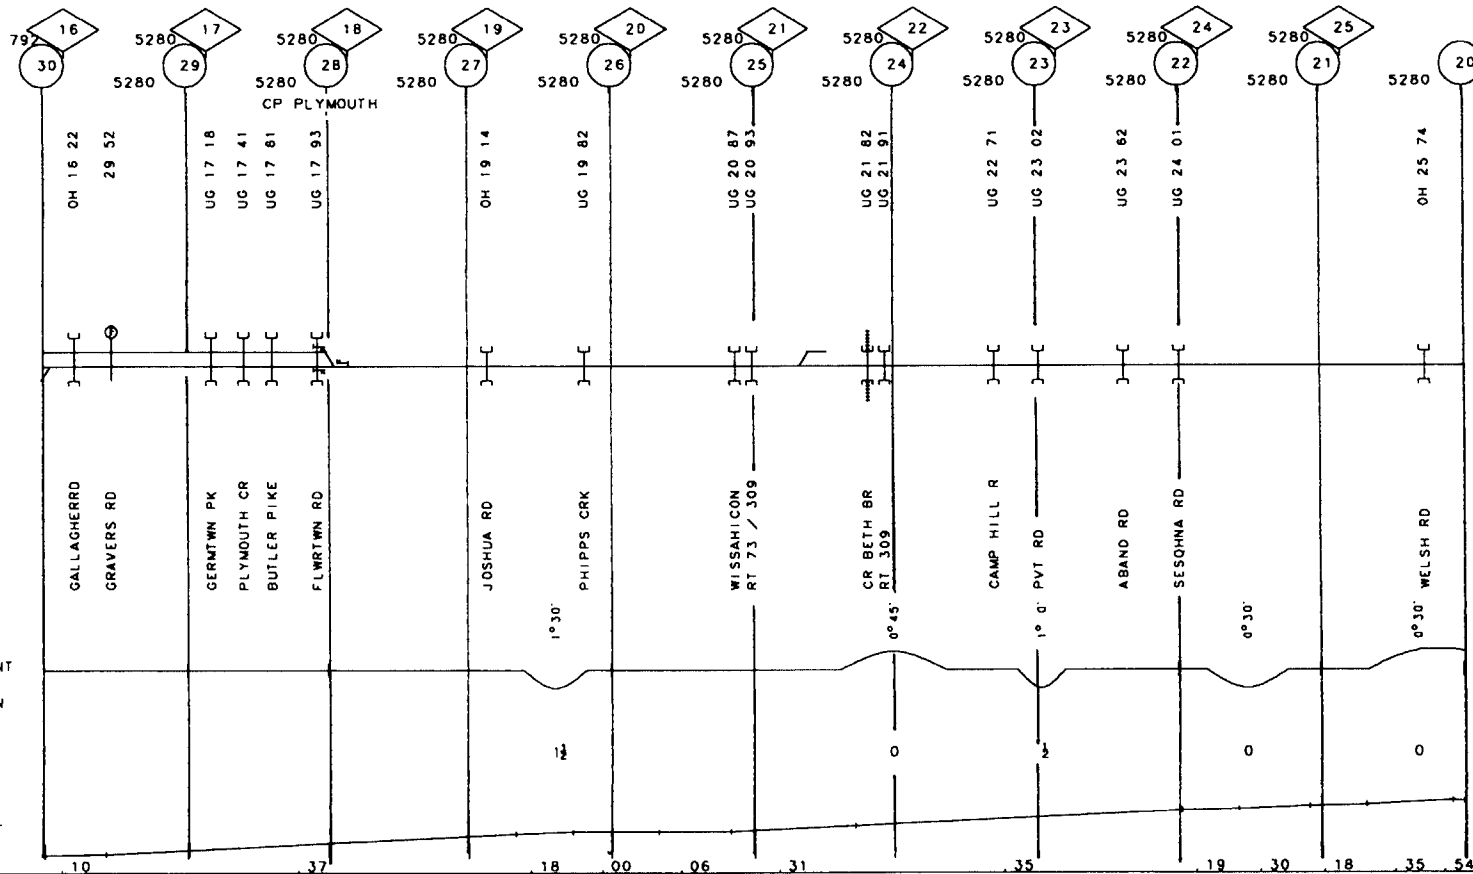 16 17 18 19 20 21 22 23 24 25
792 5280 5280 5280 5280 5280 5280 5280 5280
30 29 28 27 26 25 24 23 22 21 20
5280 5280 5280 5280 5280 5280 5280 5280 5280 5280
CP PLYMOUTH
OH 16 22
29 52
UG 17 18
UG 17 41
UG 17 81
UG 17 93
OH 19 14
UG 19 82
UG 20 87
UG 20 93
UG 21 82
UG 21 91
UG 22 71
UG 23 02
UG 23 62
UG 24 01
OH 25 74
GALLAGHERRD
GRAVERS RD
GERMTWN PK
PLYMOUTH CR
BUTLER PIKE
FLWRTWN RD
JOSHUA RD
PHIPPS CRK
WISSAHICON
RT 73 / 309
CR BETH BR
RT 309
CAMP HILL R
PVT RD
ABAND RD
SESQHNA RD
WELSH RD
1°30' 0°45' 1° 0' 0°30' 0°30'
NT
1½ 0 ½ 0 0
.10 .37 .18 .00 .06 .31 .35 .19 .30 .18 .35 .54